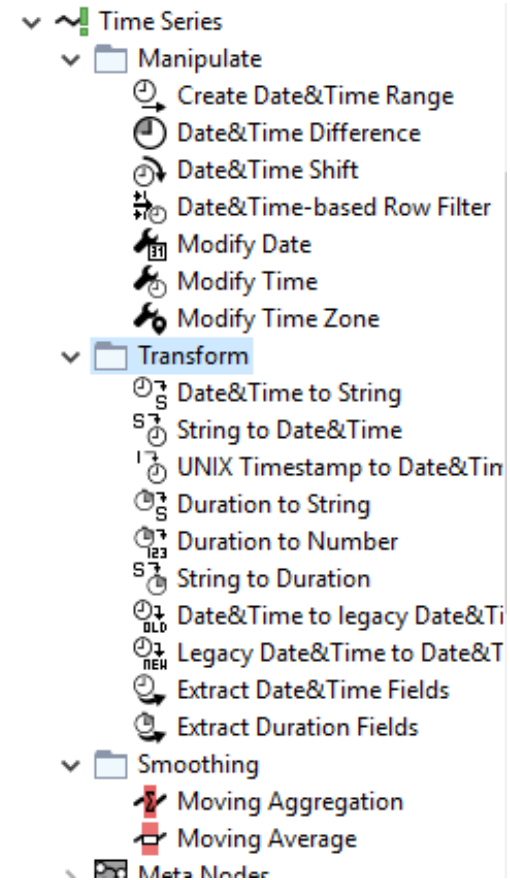 Time Series
Manipulate
Create Date&Time Range
Date&Time Difference
Date&Time Shift
Date&Time-based Row Filter
Modify Date
Modify Time
Modify Time Zone
Transform
Date&Time to String
String to Date&Time
UNIX Timestamp to Date&Tim
Duration to String
Duration to Number
String to Duration
Date&Time to legacy Date&Ti
Legacy Date&Time to Date&T
Extract Date&Time Fields
Extract Duration Fields
Smoothing
Moving Aggregation
Moving Average
Meta Nodes